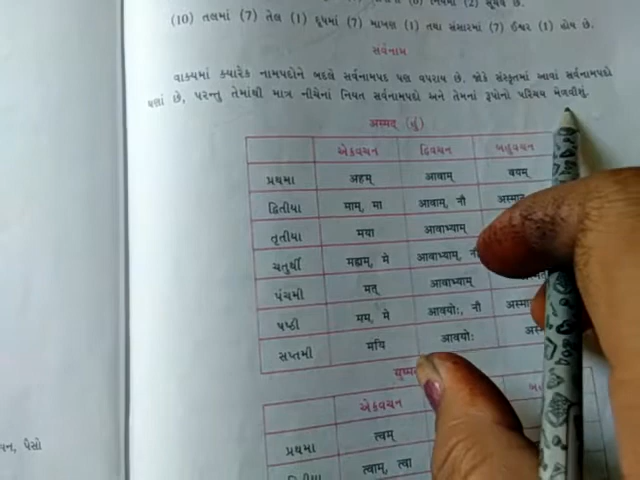 (10) તલમાં (7) તેલ (1) દૂધમાં (7) માખણ (1) તથા સંસારમાં (7) ઈશ્વર (1) હોય છે.
સર્વનામ
વાક્યમાં ક્યારેક નામપદોને બદલે સર્વનામપદ પણ વપરાય છે. જોકે સંસ્કૃતમાં આવાં સર્વનામપદો
ઘણાં છે, પરન્તુ તેમાંથી માત્ર નીચેનાં નિયત સર્વનામપદો અને તેમનાં રૂપોનો પરિચય મેળવીશું.
अस्मद् (હું)
એકવચન દ્વિવચન બહુવચન
પ્રથમા अहम् आवाम् वयम्
દ્વિતીયા माम्, मा आवाम्, नौ
તૃતીયા मया आवाभ्याम्
ચતુર્થી मह्यम्, मे आवाभ्याम्,
પંચમી मत् आवाभ्याम्
ષષ્ઠી मम, मे आवयोः, नौ
સપ્તમી मयि आवयोः
એકવચન
પ્રથમા त्वम्
त्वाम्, त्वा
પૈસો